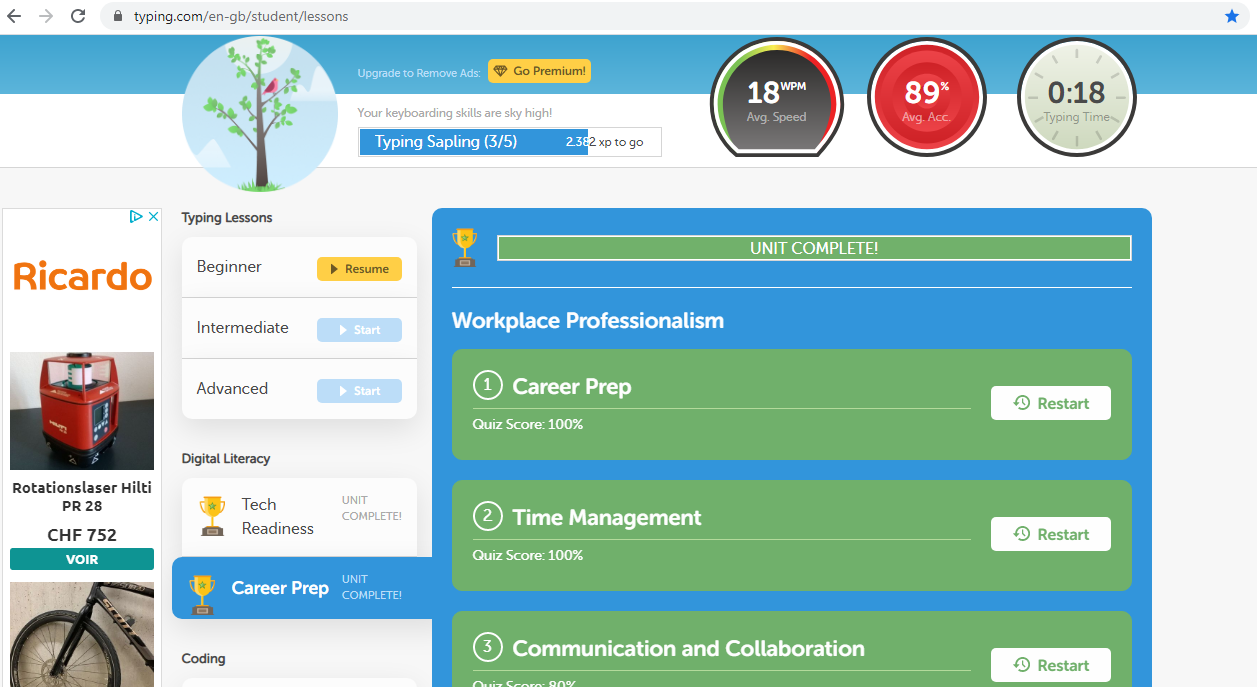 typing.com/en-gb/student/lessons
Upgrade to Remove Ads:
Go Premium!
Your keyboarding skills are sky high!
Typing Sapling (3/5)
2.382 xp to go
18 WPM
Avg. Speed
89%
Avg. Acc.
0:18
Typing Time
Ricardo
Rotationslaser Hilti
PR 28
CHF 752
VOIR
Typing Lessons
Beginner
Resume
Intermediate
Start
Advanced
Start
Digital Literacy
Tech
Readiness
UNIT
COMPLETE!
Career Prep
UNIT
COMPLETE!
Coding
UNIT COMPLETE!
Workplace Professionalism
1 Career Prep
Quiz Score: 100%
Restart
2 Time Management
Quiz Score: 100%
Restart
3 Communication and Collaboration
Quiz Score: 80%
Restart